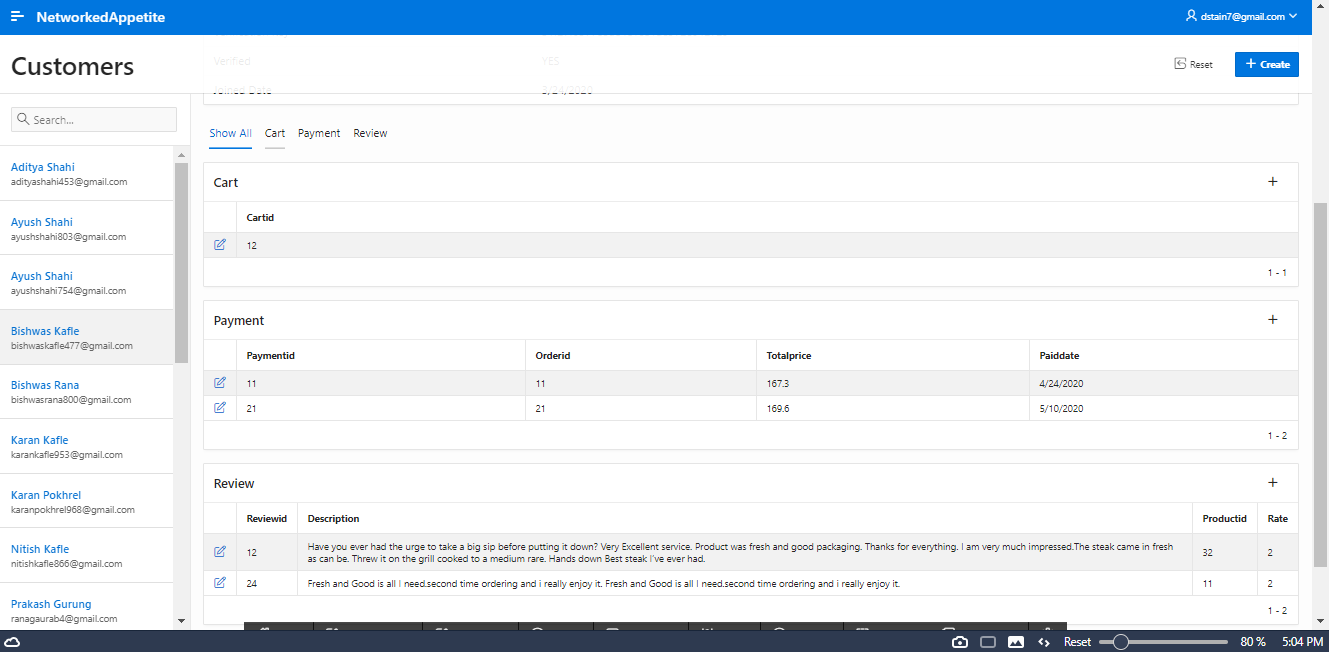 NetworkedAppetite
dstain7@gmail.com
Customers
Verified YES
Reset
Create
Search...
Show All Cart Payment Review
Aditya Shahi
adityashahi453@gmail.com
Ayush Shahi
ayushshahi803@gmail.com
Ayush Shahi
ayushshahi754@gmail.com
Bishwas Kafle
bishwaskafle477@gmail.com
Bishwas Rana
bishwasrana800@gmail.com
Karan Kafle
karankafle953@gmail.com
Karan Pokhrel
karanpokhrel968@gmail.com
Nitish Kafle
nitishkafle866@gmail.com
Prakash Gurung
ranagaurab4@gmail.com
Cart
Cartid
12
1 - 1
Payment
Paymentid Orderid Totalprice Paiddate
11 11 167.3 4/24/2020
21 21 169.6 5/10/2020
1 - 2
Review
Reviewid Description Productid Rate
12 Have you ever had the urge to take a big sip before putting it down? Very Excellent service. Product was fresh and good packaging. Thanks for everything. I am very much impressed.The steak came in fresh
as can be. Threw it on the grill cooked to a medium rare. Hands down Best steak I've ever had. 32 2
24 Fresh and Good is all I need.second time ordering and i really enjoy it. Fresh and Good is all I need.second time ordering and i really enjoy it. 11 2
1 - 2
Reset 80 % 5:04 PM